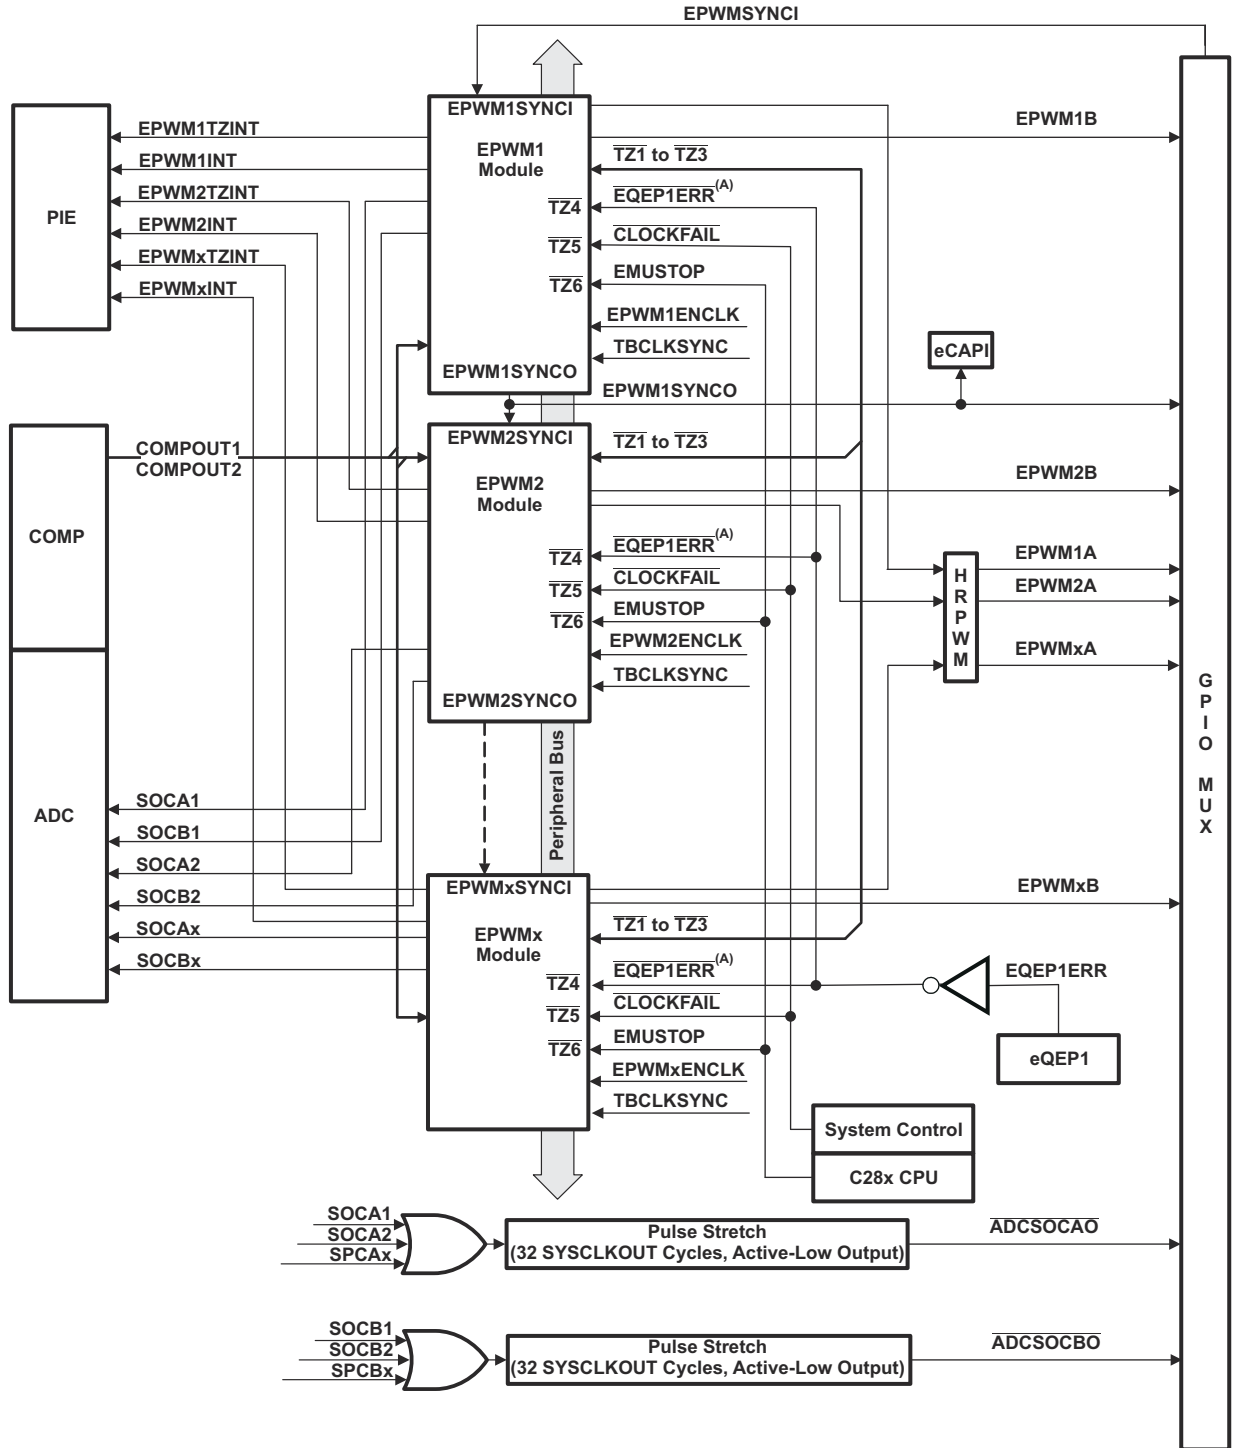 EPWMSYNCI
EPWM1SYNCI
EPWM1B
EPWM1TZINT
EPWM1
Module
TZ1 to TZ3
EPWM1INT
EPWM2TZINT
TZ4
EQEP1ERR(A)
PIE
EPWM2INT
TZ5
CLOCKFAIL
EPWMxTZINT
TZ6
EMUSTOP
EPWMxINT
EPWM1ENCLK
TBCLKSYNC
eCAPI
EPWM1SYNCO
EPWM1SYNCO
EPWM2SYNCI
TZ1 to TZ3
COMPOUT1
COMPOUT2
EPWM2B
EPWM2
Module
COMP
TZ4
EQEP1ERR(A)
EPWM1A
TZ5
CLOCKFAIL
HRPWM
EPWM2A
TZ6
EMUSTOP
EPWM2ENCLK
EPWMxA
TBCLKSYNC
EPWM2SYNCO
GPIO MUX
Peripheral Bus
SOCA1
ADC
SOCB1
SOCA2
EPWMxSYNCI
EPWMxB
SOCB2
TZ1 to TZ3
SOCAx
EPWMx
Module
SOCBx
TZ4
EQEP1ERR(A)
EQEP1ERR
TZ5
CLOCKFAIL
TZ6
EMUSTOP
eQEP1
EPWMxENCLK
TBCLKSYNC
System Control
C28x CPU
SOCA1
SOCA2
SPCAx
Pulse Stretch
(32 SYSCLKOUT Cycles, Active-Low Output)
ADCSOCAO
SOCB1
SOCB2
SPCBx
Pulse Stretch
(32 SYSCLKOUT Cycles, Active-Low Output)
ADCSOCBO